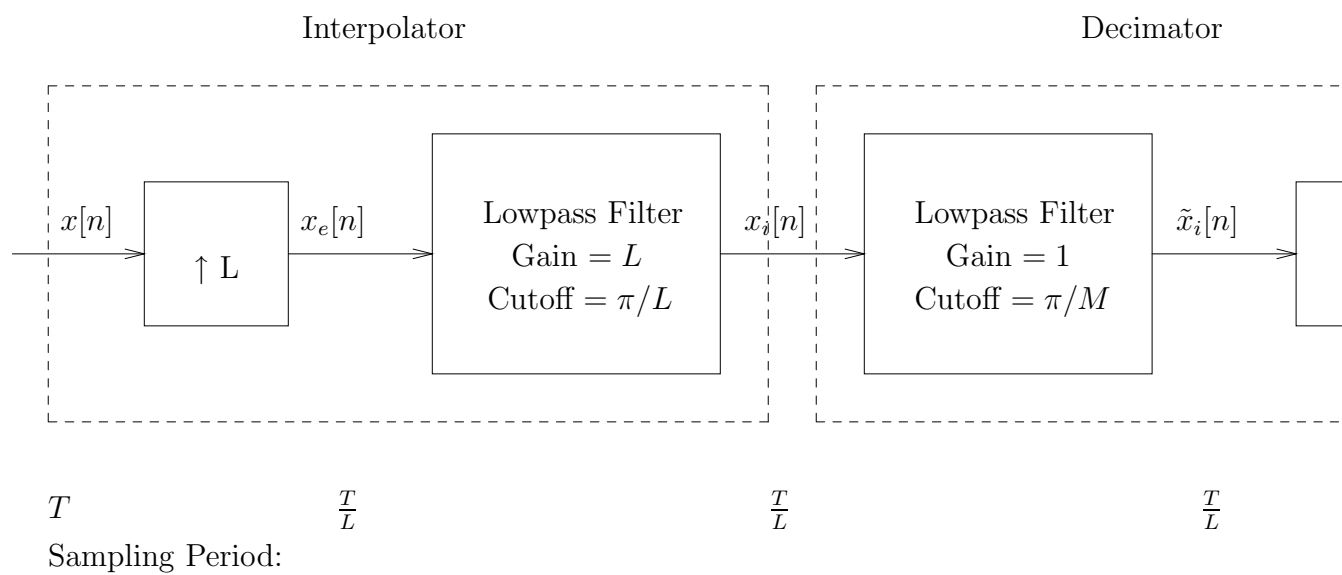 Interpolator Decimator
x[n] x_e[n] x_i[n] x̃_i[n]
↑ L
Lowpass Filter
Gain = L
Cutoff = π/L
Lowpass Filter
Gain = 1
Cutoff = π/M
T T/L T/L T/L
Sampling Period: